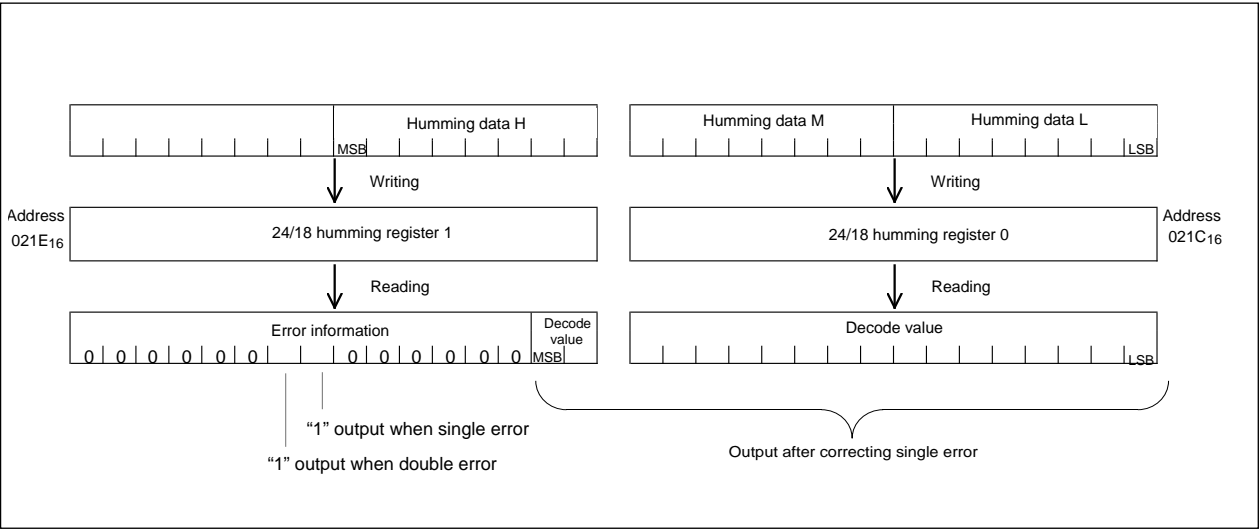 Humming data H
MSB
Humming data M
Humming data L
LSB
Writing
Writing
Address
021E16
24/18 humming register 1
24/18 humming register 0
Address
021C16
Reading
Reading
Error information
0 0 0 0 0 0 0 0 0 0 0 0
Decode
value
MSB
Decode value
LSB
“1” output when single error
“1” output when double error
Output after correcting single error